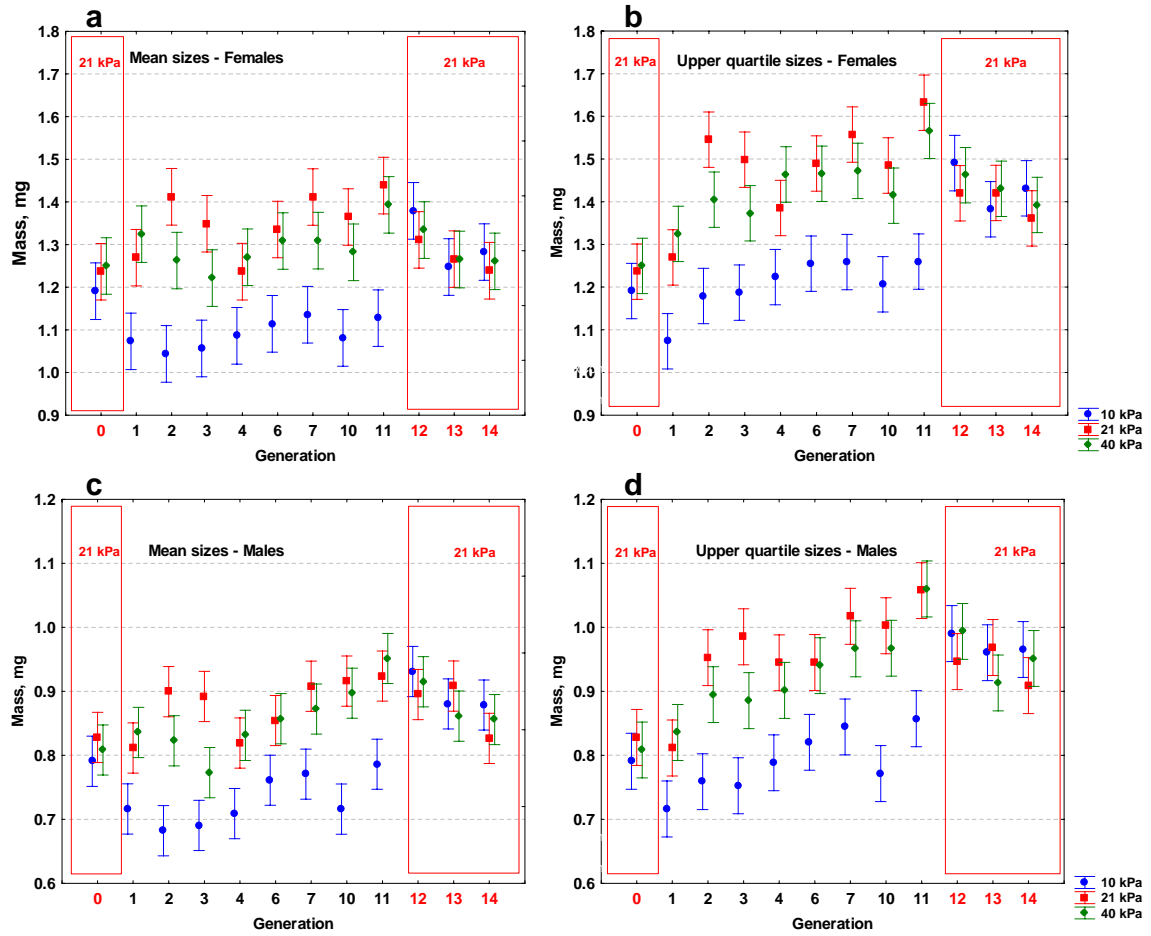 a
Mean sizes - Females
21 kPa
21 kPa
1.8
1.7
1.6
1.5
1.4
1.3
1.2
1.1
1.0
0.9
Mass, mg
0 1 2 3 4 6 7 10 11 12 13 14
Generation
b
Upper quartile sizes - Females
21 kPa
21 kPa
1.8
1.7
1.6
1.5
1.4
1.3
1.2
1.1
1.0
0.9
Mass, mg
0 1 2 3 4 6 7 10 11 12 13 14
Generation
10 kPa
21 kPa
40 kPa
c
Mean sizes - Males
21 kPa
21 kPa
1.2
1.1
1.0
0.9
0.8
0.7
0.6
Mass, mg
0 1 2 3 4 6 7 10 11 12 13 14
Generation
d
Upper quartile sizes - Males
21 kPa
21 kPa
1.2
1.1
1.0
0.9
0.8
0.7
0.6
Mass, mg
0 1 2 3 4 6 7 10 11 12 13 14
Generation
10 kPa
21 kPa
40 kPa